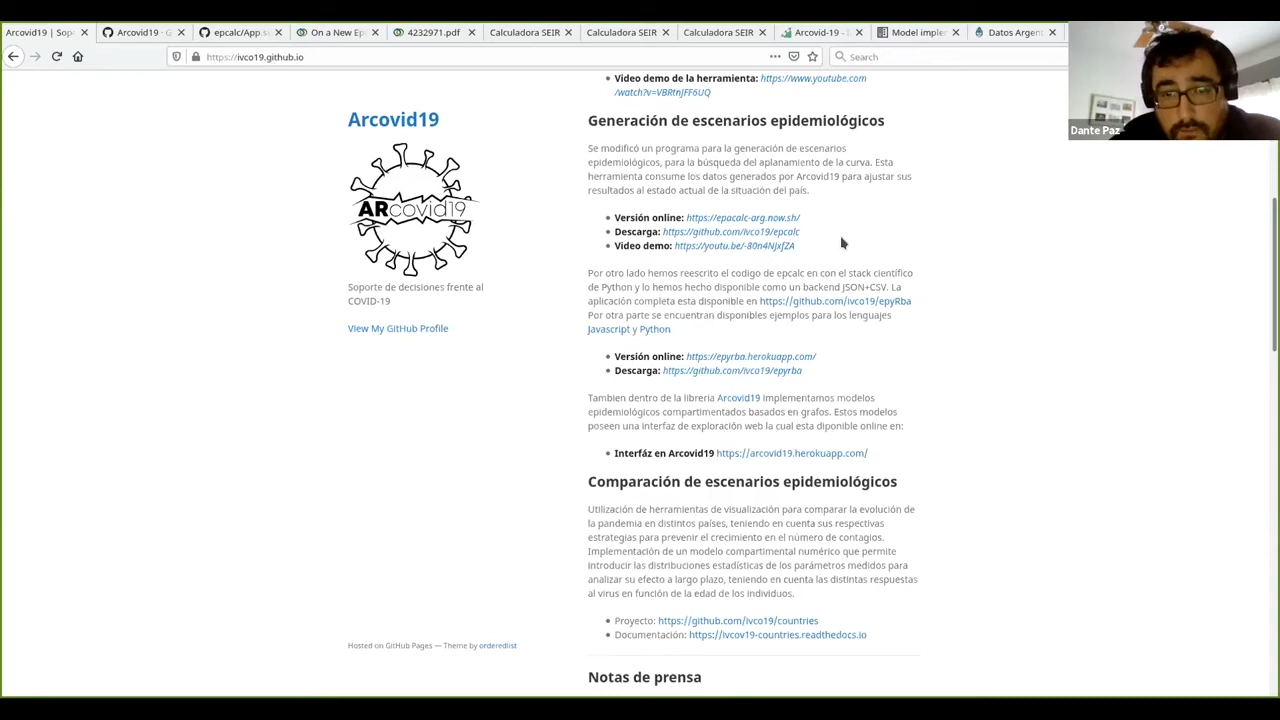 Arcovid19 | Sop
Arcovid19 · G
epcalc/App.s
On a New Ep
4232971.pdf
Calculadora SEIR
Calculadora SEIR
Calculadora SEIR
Arcovid-19 -
Model imple
Datos Argen
https://ivco19.github.io
Search
Dante Paz
Arcovid19
ARcovid19
Soporte de decisiones frente al
COVID-19
View My GitHub Profile
Hosted on GitHub Pages — Theme by orderedlist
Video demo de la herramienta: https://www.youtube.com
/watch?v=VBRtnJFF6UQ
Generación de escenarios epidemiológicos
Se modificó un programa para la generación de escenarios
epidemiológicos, para la búsqueda del aplanamiento de la curva. Esta
herramienta consume los datos generados por Arcovid19 para ajustar sus
resultados al estado actual de la situación del país.
Versión online: https://epacalc-arg.now.sh/
Descarga: https://github.com/ivco19/epcalc
Video demo: https://youtu.be/-80n4NjxfZA
Por otro lado hemos reescrito el codigo de epcalc en con el stack científico
de Python y lo hemos hecho disponible como un backend JSON+CSV. La
aplicación completa esta disponible en https://github.com/ivco19/epyRba
Por otra parte se encuentran disponibles ejemplos para los lenguajes
Javascript y Python
Versión online: https://epyrba.herokuapp.com/
Descarga: https://github.com/ivco19/epyrba
Tambien dentro de la libreria Arcovid19 implementamos modelos
epidemiológicos compartimentados basados en grafos. Estos modelos
poseen una interfaz de exploración web la cual esta diponible online en:
Interfáz en Arcovid19 https://arcovid19.herokuapp.com/
Comparación de escenarios epidemiológicos
Utilización de herramientas de visualización para comparar la evolución de
la pandemia en distintos países, teniendo en cuenta sus respectivas
estrategias para prevenir el crecimiento en el número de contagios.
Implementación de un modelo compartimental numérico que permite
introducir las distribuciones estadísticas de los parámetros medidos para
analizar su efecto a largo plazo, teniendo en cuenta las distintas respuestas
al virus en función de la edad de los individuos.
Proyecto: https://github.com/ivco19/countries
Documentación: https://ivcov19-countries.readthedocs.io
Notas de prensa